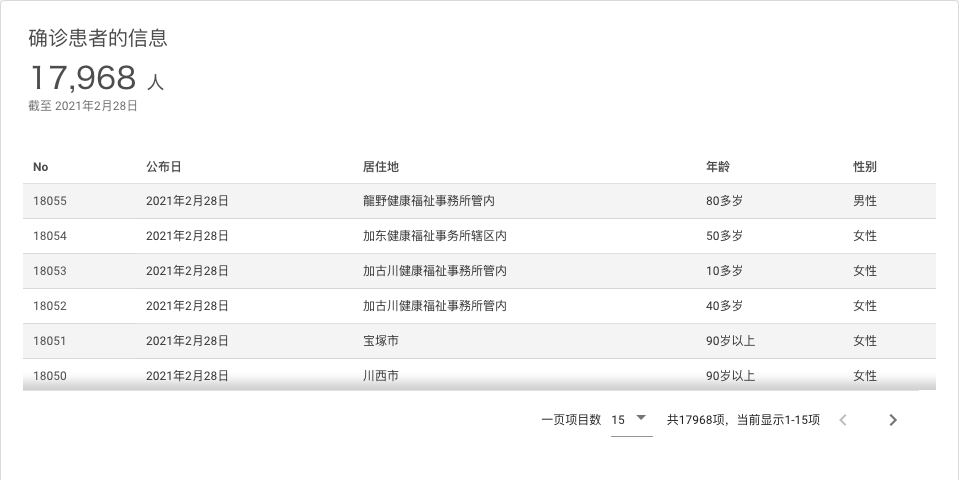 确诊患者的信息
17,968 人
截至 2021年2月28日
No 公布日 居住地 年龄 性别
18055 2021年2月28日 龍野健康福祉事務所管内 80多岁 男性
18054 2021年2月28日 加东健康福祉事务所辖区内 50多岁 女性
18053 2021年2月28日 加古川健康福祉事務所管内 10多岁 女性
18052 2021年2月28日 加古川健康福祉事務所管内 40多岁 女性
18051 2021年2月28日 宝塚市 90岁以上 女性
18050 2021年2月28日 川西市 90岁以上 女性
一页项目数 15 共17968项，当前显示1-15项